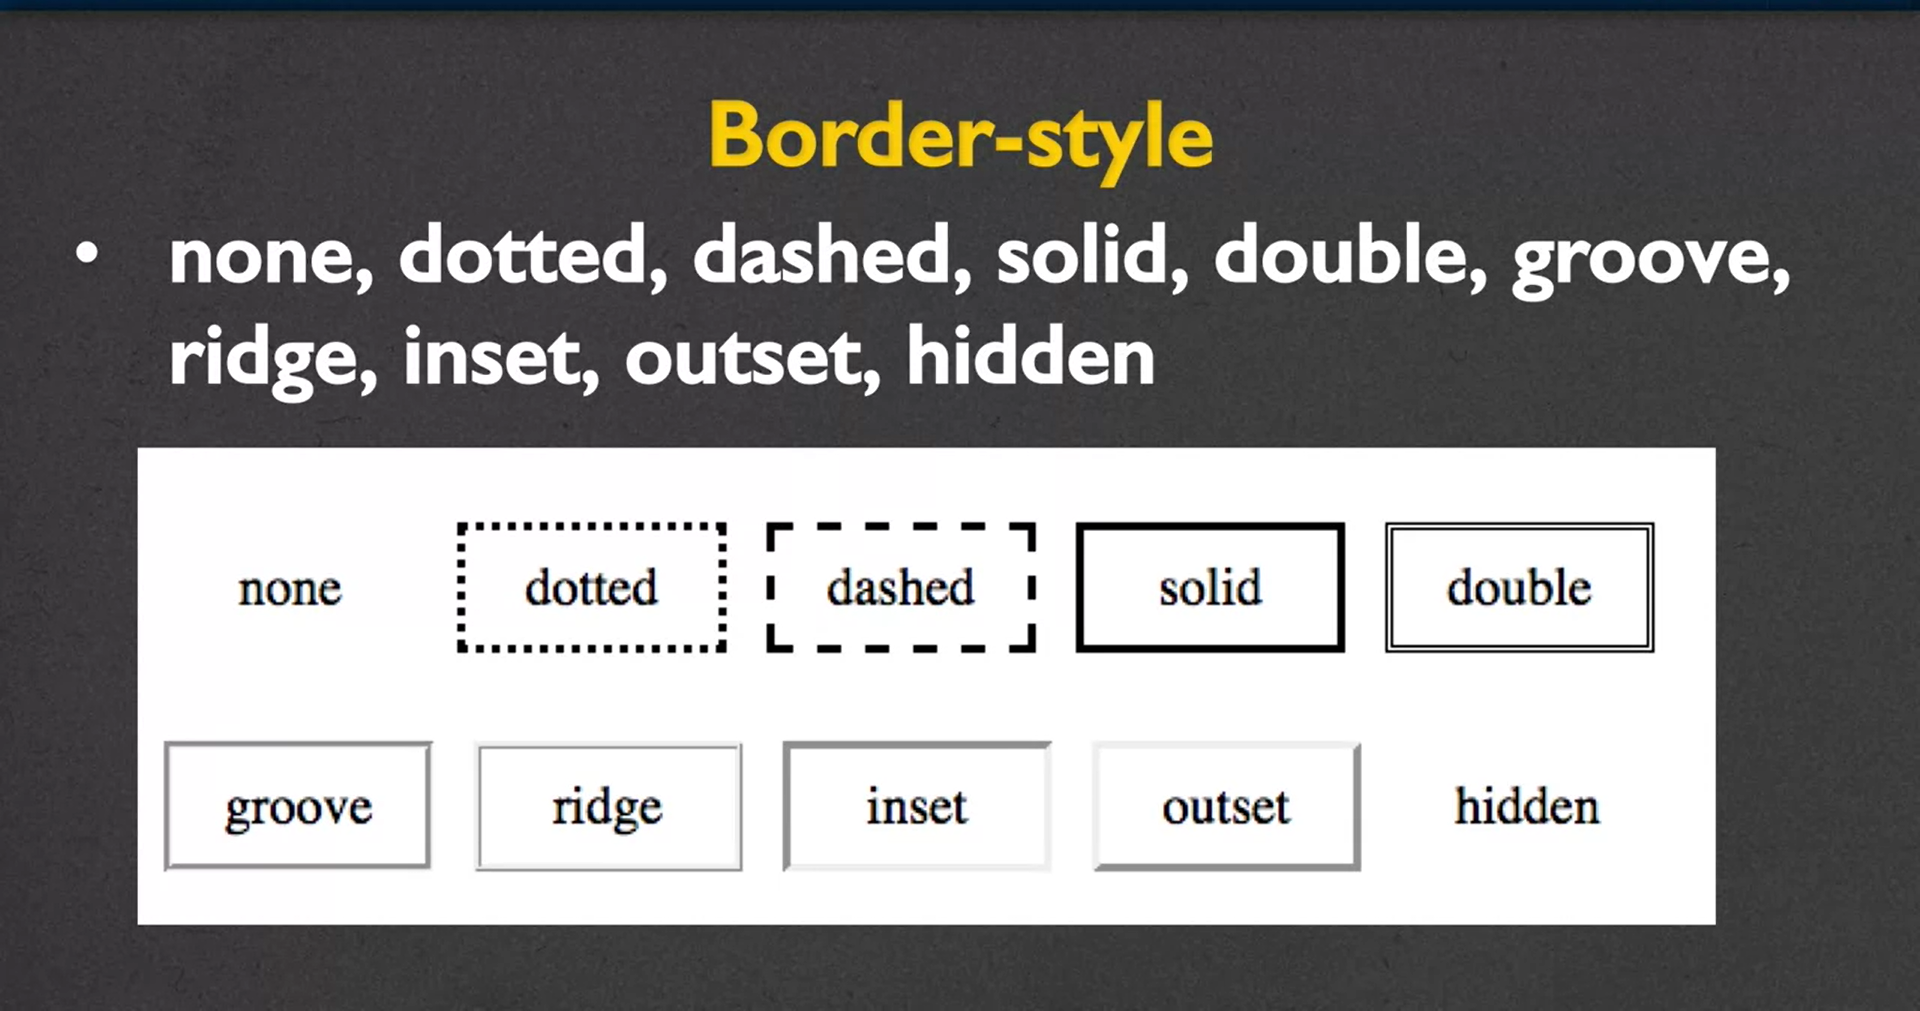 Border-style
• none, dotted, dashed, solid, double, groove,
ridge, inset, outset, hidden
none dotted dashed solid double
groove ridge inset outset hidden